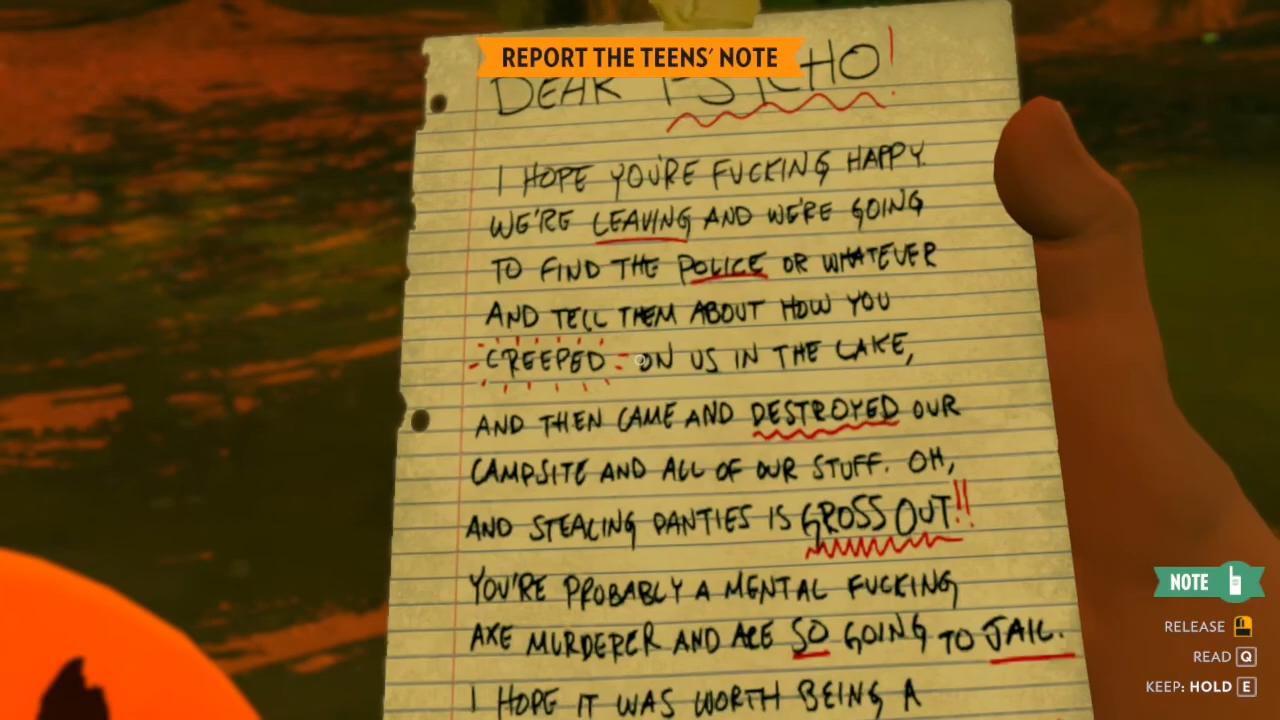 REPORT THE TEENS' NOTE
DEAR PSYCHO!
I HOPE YOU'RE FUCKING HAPPY.
WE'RE LEAVING AND WE'RE GOING
TO FIND THE POLICE OR WHATEVER
AND TELL THEM ABOUT HOW YOU
CREEPED ON US IN THE LAKE,
AND THEN CAME AND DESTROYED OUR
CAMPSITE AND ALL OF OUR STUFF. OH,
AND STEALING PANTIES IS GROSS OUT!!
YOU'RE PROBABLY A MENTAL FUCKING
AXE MURDERER AND ARE SO GOING TO JAIL.
I HOPE IT WAS WORTH BEING A
NOTE
RELEASE
READ Q
KEEP: HOLD E